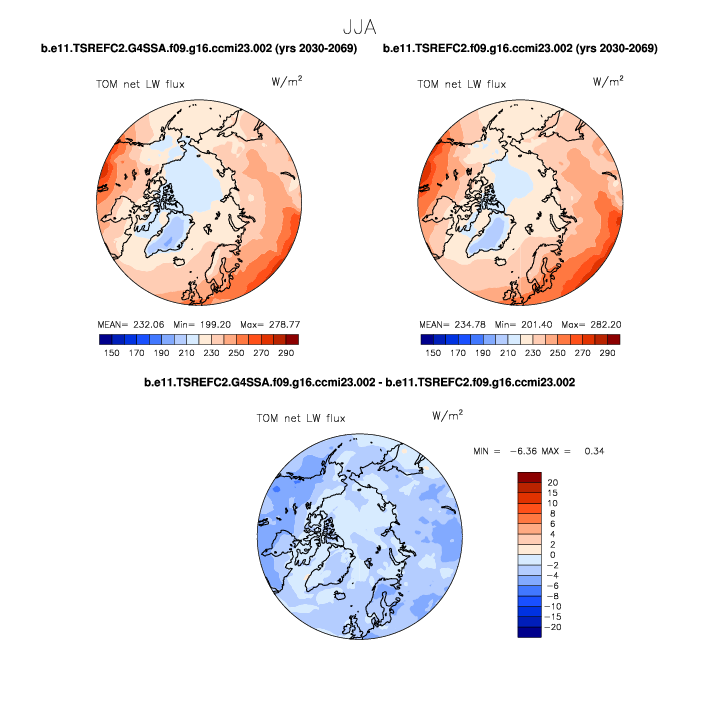 JJA
b.e11.TSREFC2.G4SSA.f09.g16.ccmi23.002 (yrs 2030-2069) b.e11.TSREFC2.f09.g16.ccmi23.002 (yrs 2030-2069)
TOM net LW flux W/m² TOM net LW flux W/m²
MEAN= 232.06 Min= 199.20 Max= 278.77 MEAN= 234.78 Min= 201.40 Max= 282.20
150 170 190 210 230 250 270 290 150 170 190 210 230 250 270 290
b.e11.TSREFC2.G4SSA.f09.g16.ccmi23.002 - b.e11.TSREFC2.f09.g16.ccmi23.002
TOM net LW flux W/m²
MIN = -6.36 MAX = 0.34
20
15
10
8
6
4
2
0
-2
-4
-6
-8
-10
-15
-20